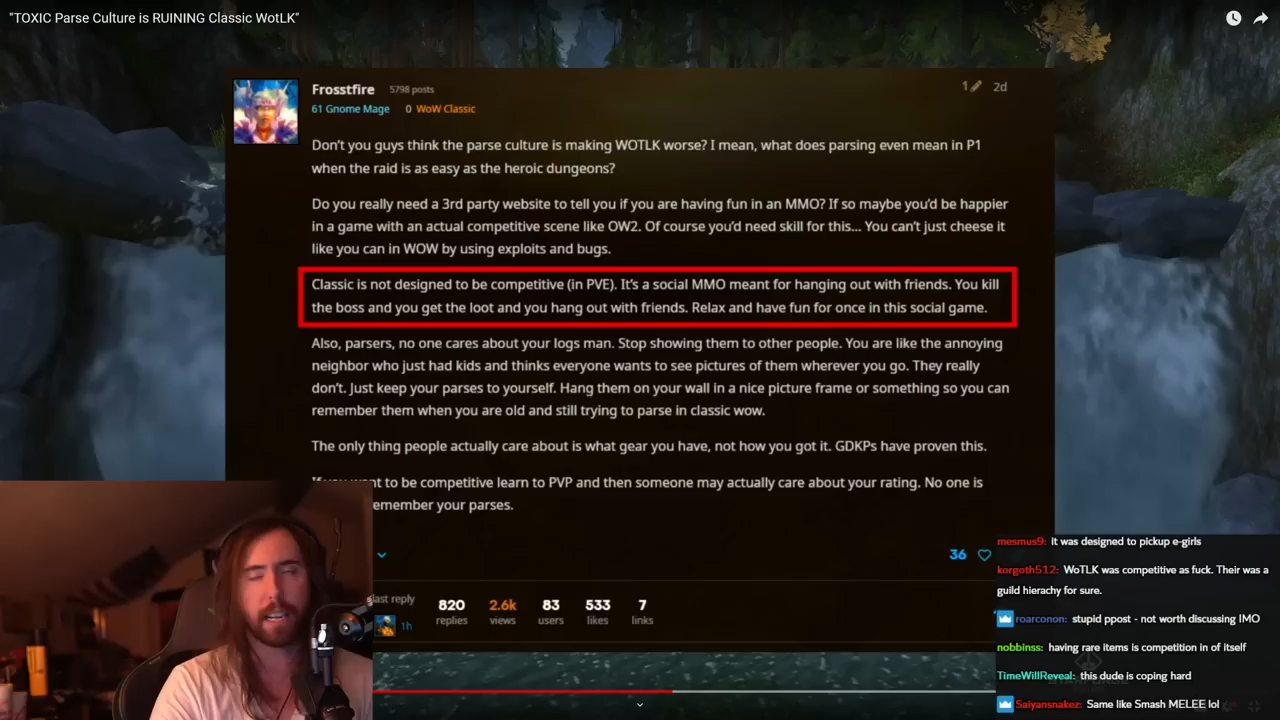 "TOXIC Parse Culture is RUINING Classic WotLK"
Frosstfire 5798 posts
1 2d
61 Gnome Mage 0 WoW Classic
Don't you guys think the parse culture is making WOTLK worse? I mean, what does parsing even mean in P1
when the raid is as easy as the heroic dungeons?
Do you really need a 3rd party website to tell you if you are having fun in an MMO? If so maybe you'd be happier
in a game with an actual competitive scene like OW2. Of course you'd need skill for this... You can't just cheese it
like you can in WOW by using exploits and bugs.
Classic is not designed to be competitive (in PVE). It's a social MMO meant for hanging out with friends. You kill
the boss and you get the loot and you hang out with friends. Relax and have fun for once in this social game.
Also, parsers, no one cares about your logs man. Stop showing them to other people. You are like the annoying
neighbor who just had kids and thinks everyone wants to see pictures of them wherever you go. They really
don't. Just keep your parses to yourself. Hang them on your wall in a nice picture frame or something so you can
remember them when you are old and still trying to parse in classic wow.
The only thing people actually care about is what gear you have, not how you got it. GDKPs have proven this.
to be competitive learn to PVP and then someone may actually care about your rating. No one is
emember your parses.
36
last reply
1h
820
replies
2.6k
views
83
users
533
likes
7
links
mesmus9: it was designed to pickup e-girls
korgoth512: WoTLK was competitive as fuck. Their was a
guild hierachy for sure.
roarconon: stupid ppost - not worth discussing IMO
nobbinss: having rare items is competition in of itself
TimeWillReveal: this dude is coping hard
Saiyansnakez: Same like Smash MELEE lol